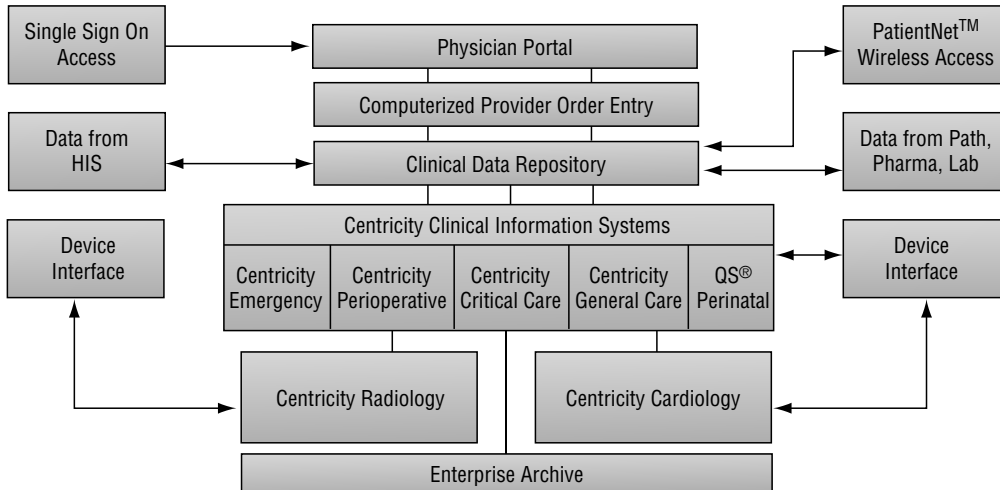 Single Sign On
Access
Physician Portal
PatientNet™
Wireless Access
Computerized Provider Order Entry
Data from
HIS
Clinical Data Repository
Data from Path,
Pharma, Lab
Centricity Clinical Information Systems
Device
Interface
Centricity
Emergency
Centricity
Perioperative
Centricity
Critical Care
Centricity
General Care
QS®
Perinatal
Device
Interface
Centricity Radiology
Centricity Cardiology
Enterprise Archive